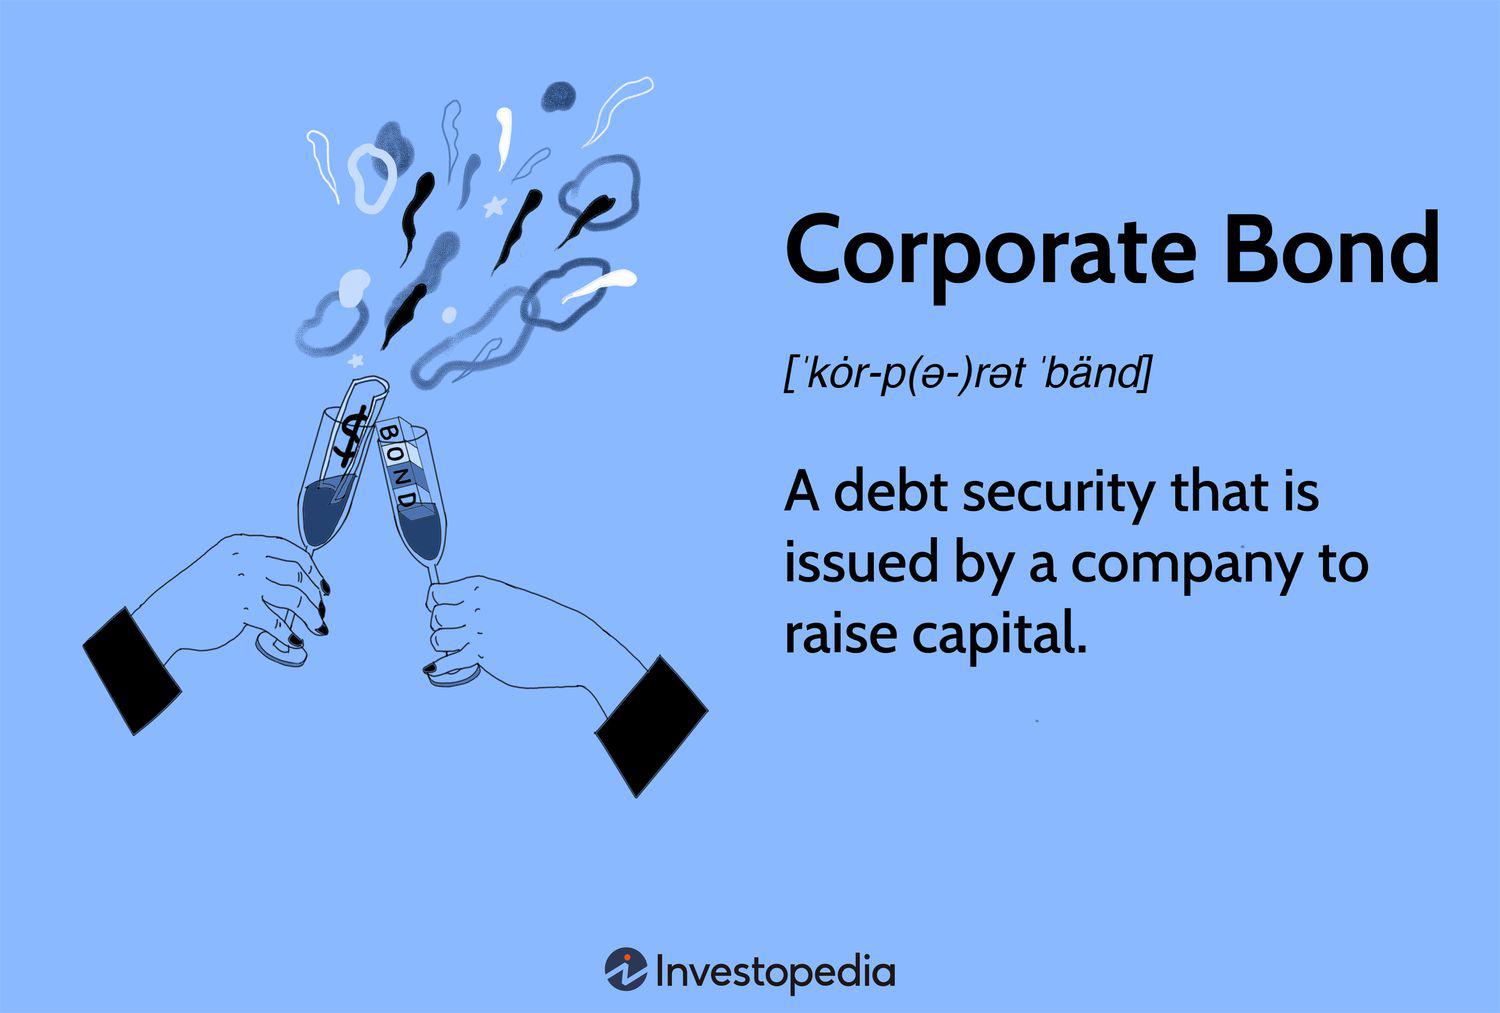 $
BOND
Corporate Bond
[ˈkȯr-p(ə-)rət ˈbänd]
A debt security that is
issued by a company to
raise capital.
Investopedia